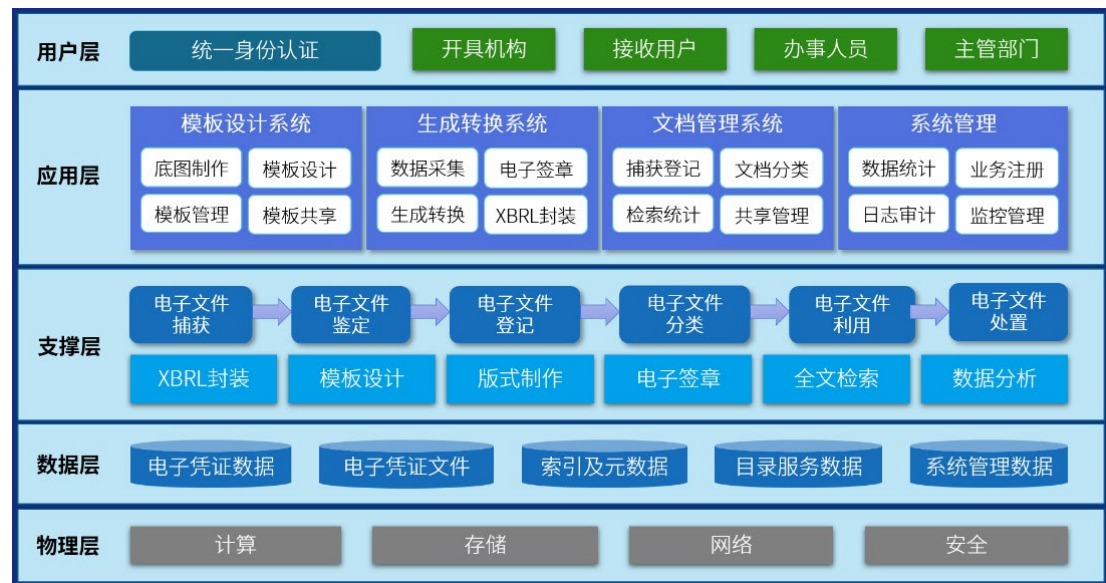 用户层
统一身份认证
开具机构
接收用户
办事人员
主管部门
应用层
模板设计系统
底图制作
模板设计
模板管理
模板共享
生成转换系统
数据采集
电子签章
生成转换
XBRL封装
文档管理系统
捕获登记
文档分类
检索统计
共享管理
系统管理
数据统计
业务注册
日志审计
监控管理
支撑层
电子文件
捕获
电子文件
鉴定
电子文件
登记
电子文件
分类
电子文件
利用
电子文件
处置
XBRL封装
模板设计
版式制作
电子签章
全文检索
数据分析
数据层
电子凭证数据
电子凭证文件
索引及元数据
目录服务数据
系统管理数据
物理层
计算
存储
网络
安全